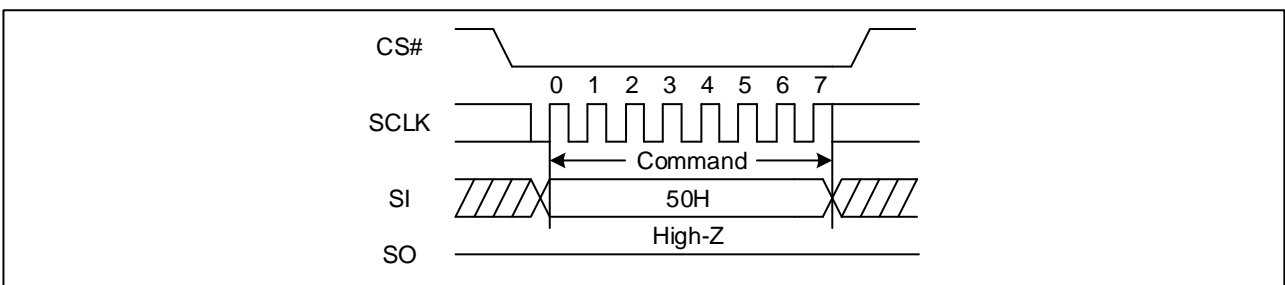 CS#
0 1 2 3 4 5 6 7
SCLK
Command
SI
50H
High-Z
SO